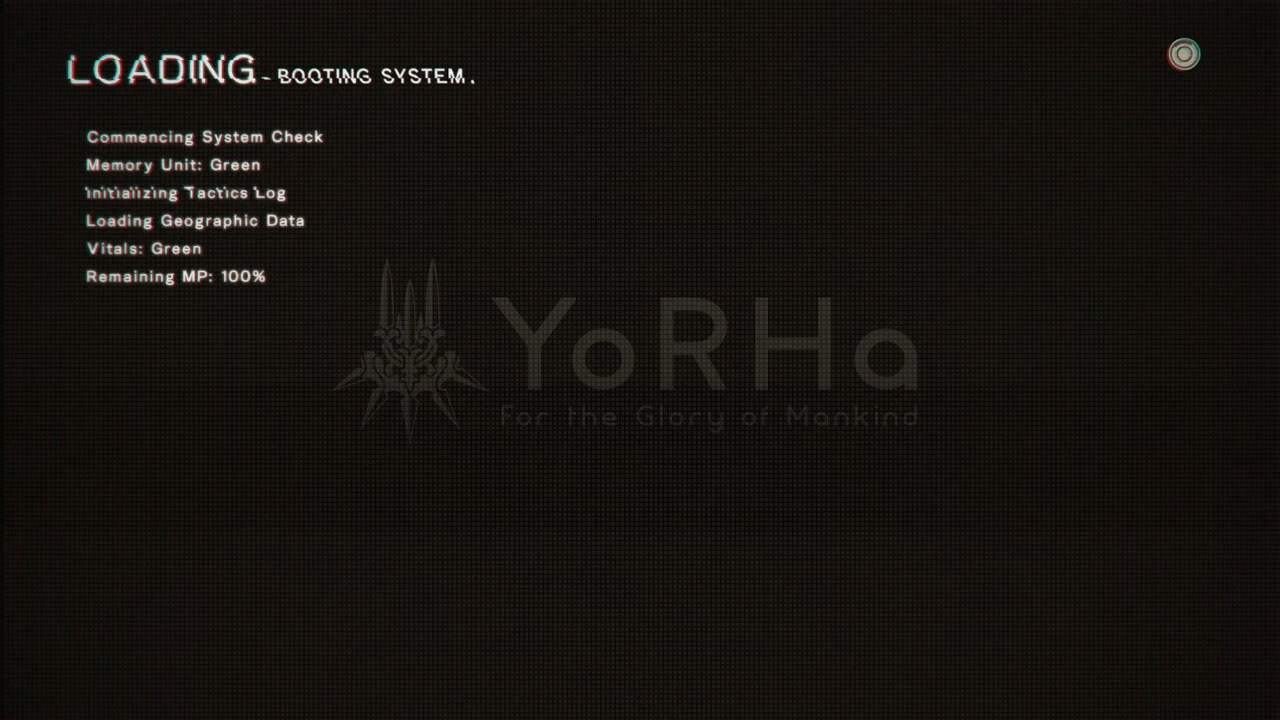 LOADING - BOOTING SYSTEM.
Commencing System Check
Memory Unit: Green
Initializing Tactics Log
Loading Geographic Data
Vitals: Green
Remaining MP: 100%
YoRHa
For the Glory of Mankind